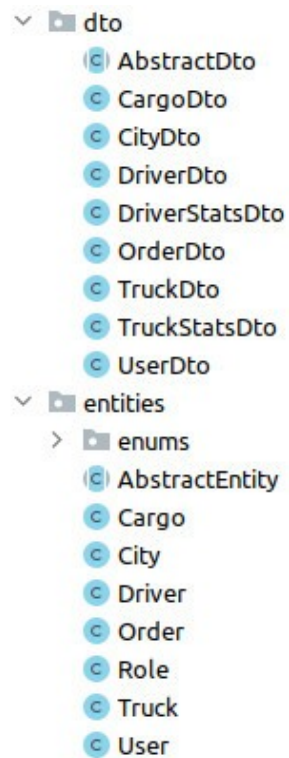 dto
AbstractDto
CargoDto
CityDto
DriverDto
DriverStatsDto
OrderDto
TruckDto
TruckStatsDto
UserDto
entities
enums
AbstractEntity
Cargo
City
Driver
Order
Role
Truck
User